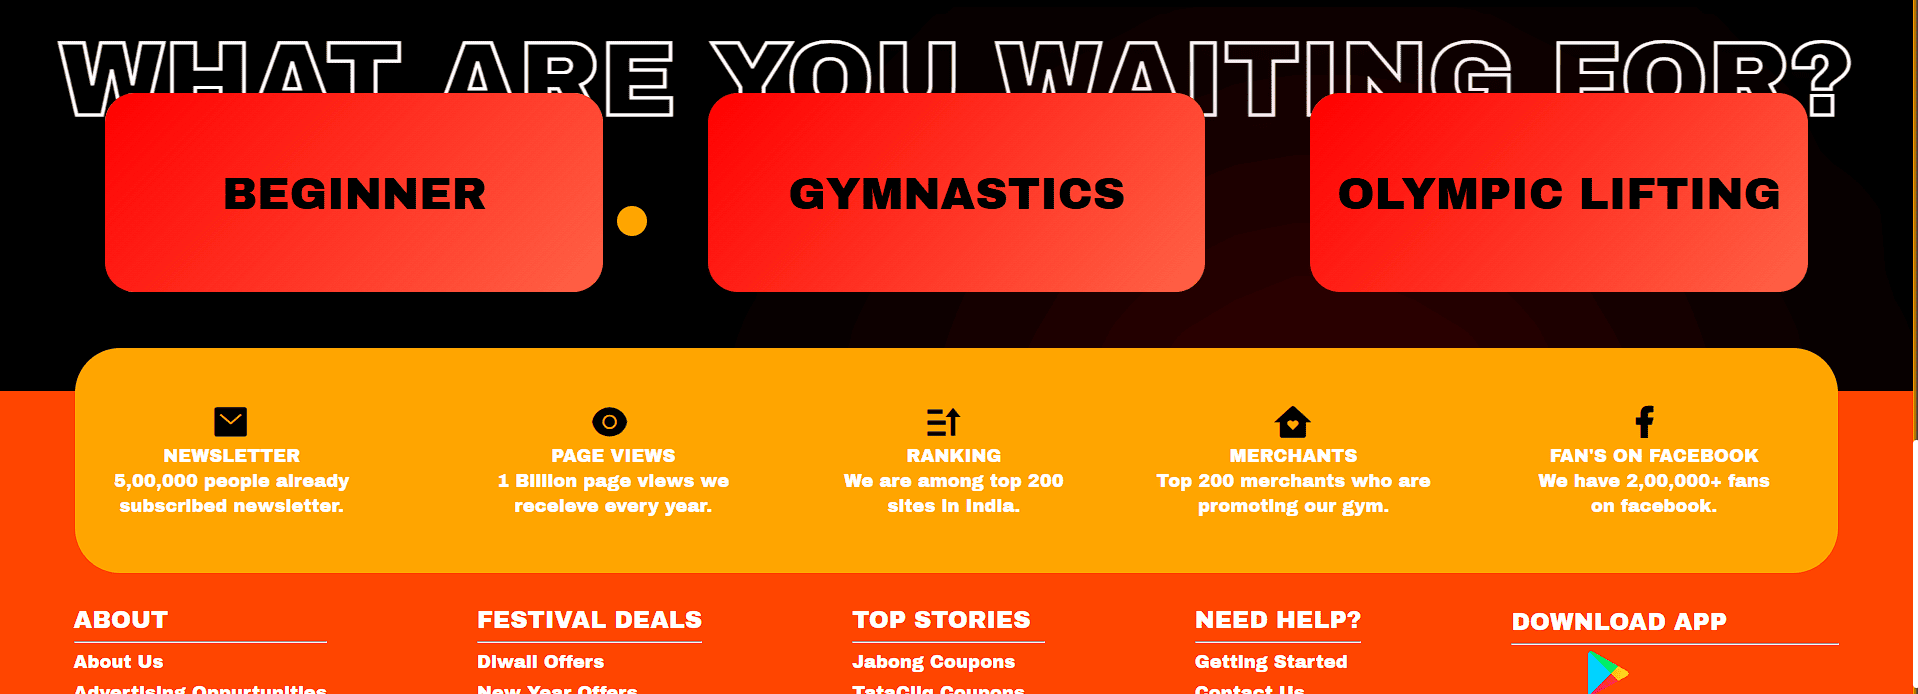 WHAT ARE YOU WAITING FOR?
BEGINNER
GYMNASTICS
OLYMPIC LIFTING
NEWSLETTER
5,00,000 people already
subscribed newsletter.
PAGE VIEWS
1 Billion page views we
receieve every year.
RANKING
We are among top 200
sites in India.
MERCHANTS
Top 200 merchants who are
promoting our gym.
FAN'S ON FACEBOOK
We have 2,00,000+ fans
on facebook.
ABOUT
About Us
Advertising Oppurtunities
FESTIVAL DEALS
Diwali Offers
New Year Offers
TOP STORIES
Jabong Coupons
TataCliq Coupons
NEED HELP?
Getting Started
Contact Us
DOWNLOAD APP